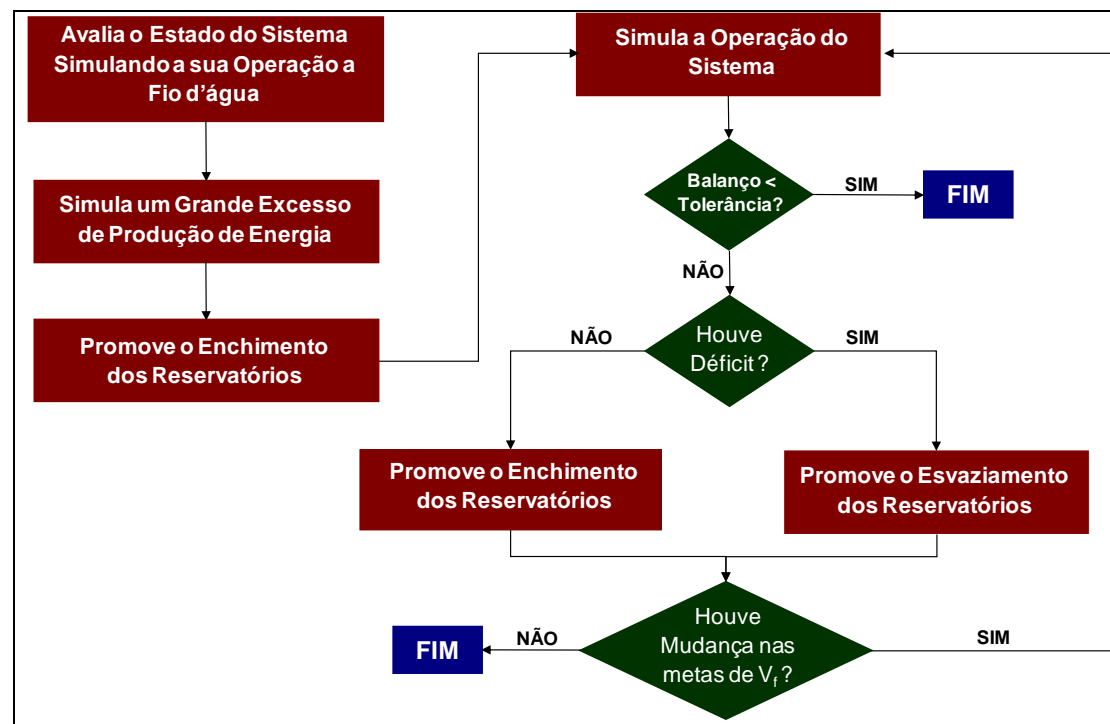 Avalia o Estado do Sistema
Simulando a sua Operação a
Fio d'água
Simula um Grande Excesso
de Produção de Energia
Promove o Enchimento
dos Reservatórios
Simula a Operação do
Sistema
Balanço <
Tolerância?
SIM
FIM
NÃO
Houve
Déficit ?
NÃO
SIM
Promove o Enchimento
dos Reservatórios
Promove o Esvaziamento
dos Reservatórios
Houve
Mudança nas
metas de Vf ?
NÃO
FIM
SIM